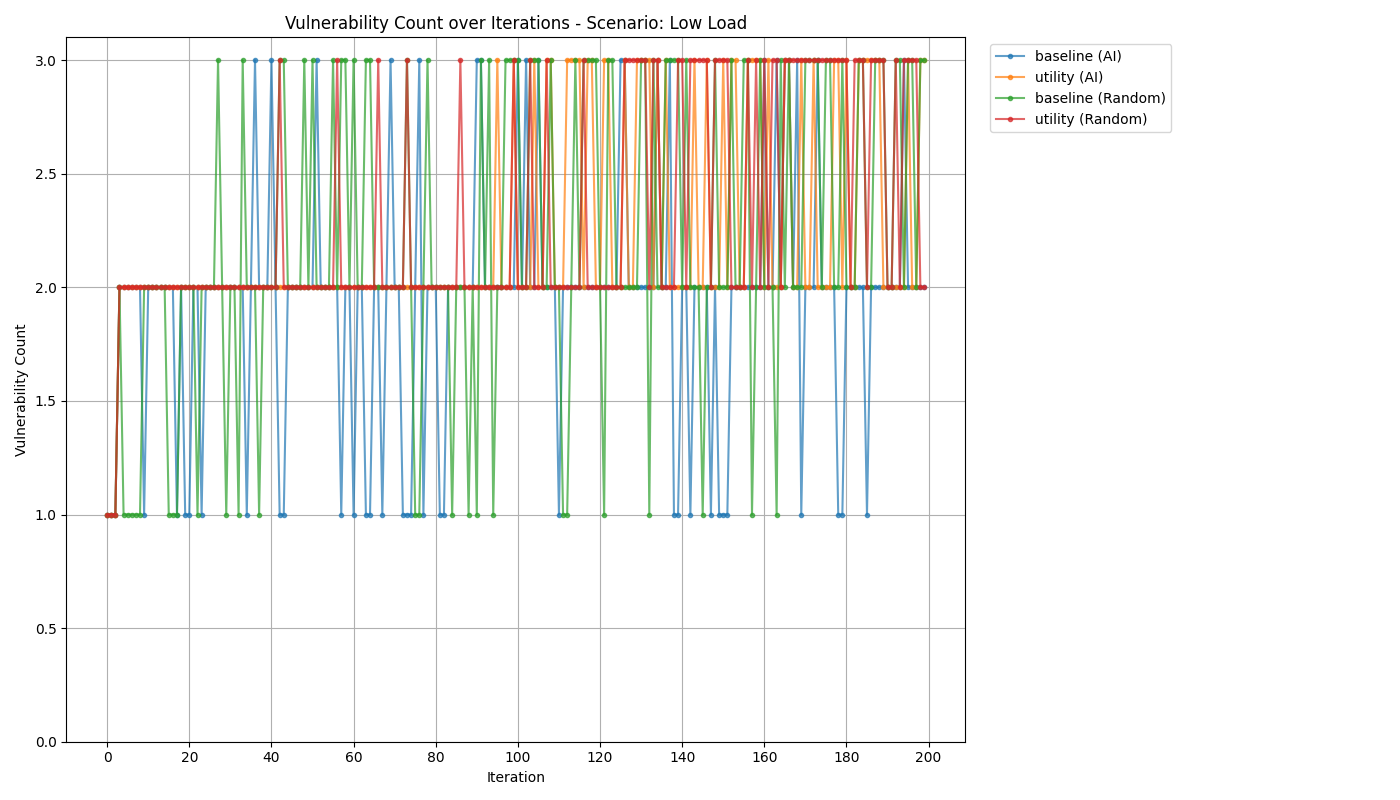 Vulnerability Count over Iterations - Scenario: Low Load
baseline (AI)
utility (AI)
baseline (Random)
utility (Random)
Vulnerability Count
3.0
2.5
2.0
1.5
1.0
0.5
0.0
0 20 40 60 80 100 120 140 160 180 200
Iteration